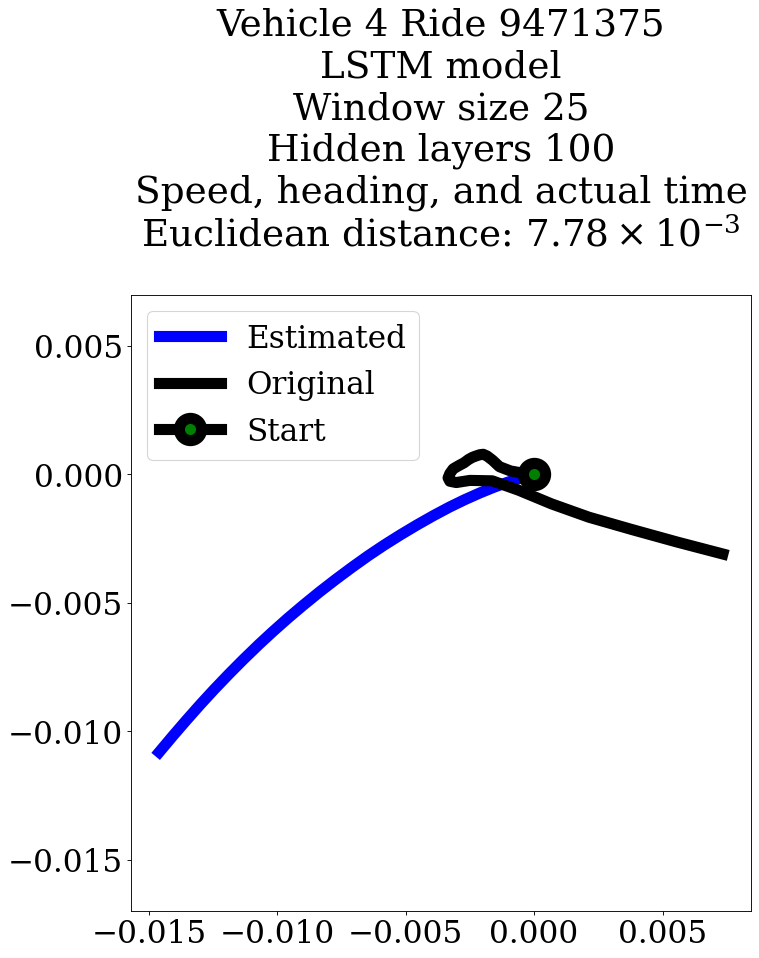 Vehicle 4 Ride 9471375
LSTM model
Window size 25
Hidden layers 100
Speed, heading, and actual time
Euclidean distance: 7.78 × 10⁻³
Estimated
Original
Start
0.005
0.000
−0.005
−0.010
−0.015
−0.015 −0.010 −0.005 0.000 0.005